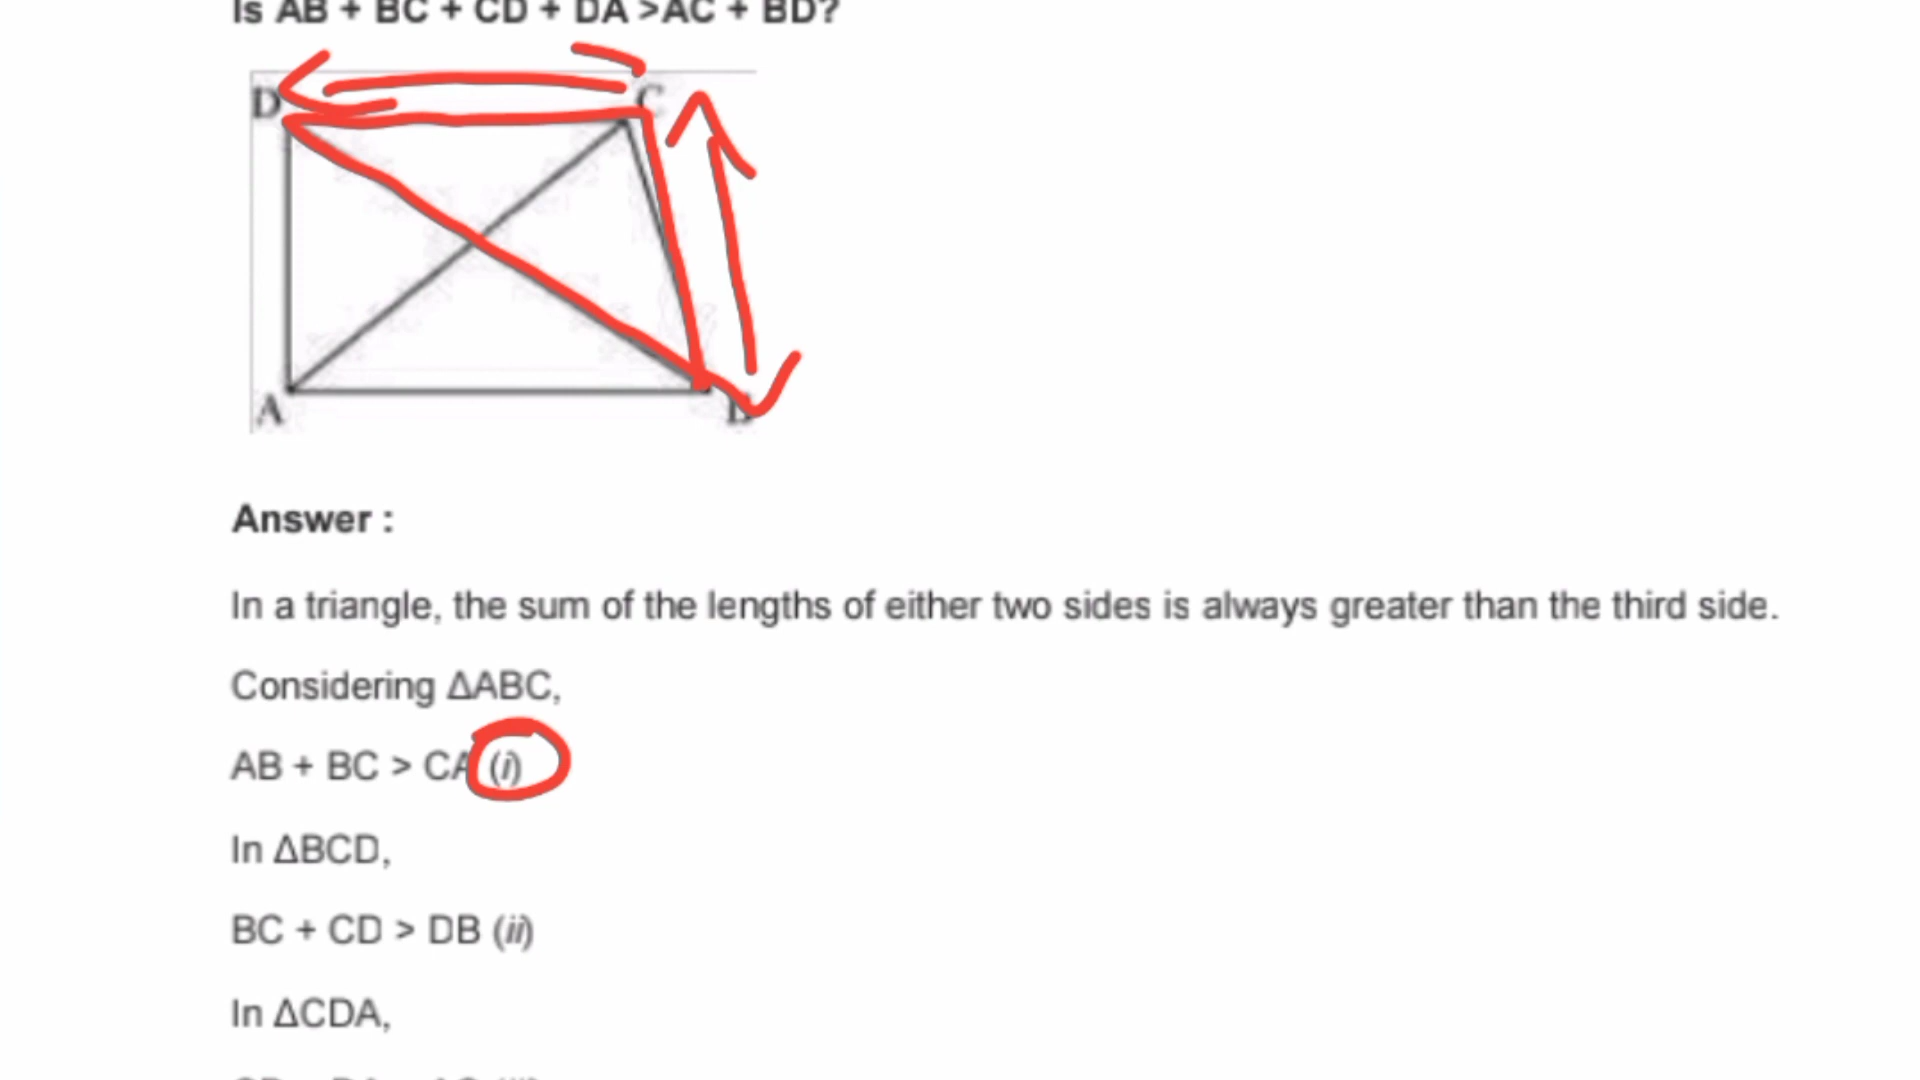 Is AB + BC + CD + DA >AC + BD?
D
C
A
Answer :
In a triangle, the sum of the lengths of either two sides is always greater than the third side.
Considering ΔABC,
AB + BC > CA (i)
In ΔBCD,
BC + CD > DB (ii)
In ΔCDA,